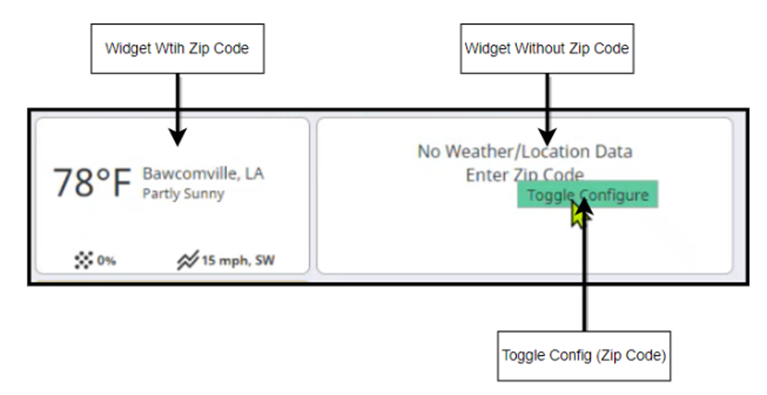 Widget Wtih Zip Code
Widget Without Zip Code
78°F
Bawcomville, LA
Partly Sunny
0%
15 mph, SW
No Weather/Location Data
Enter Zip Code
Toggle Configure
Toggle Config (Zip Code)